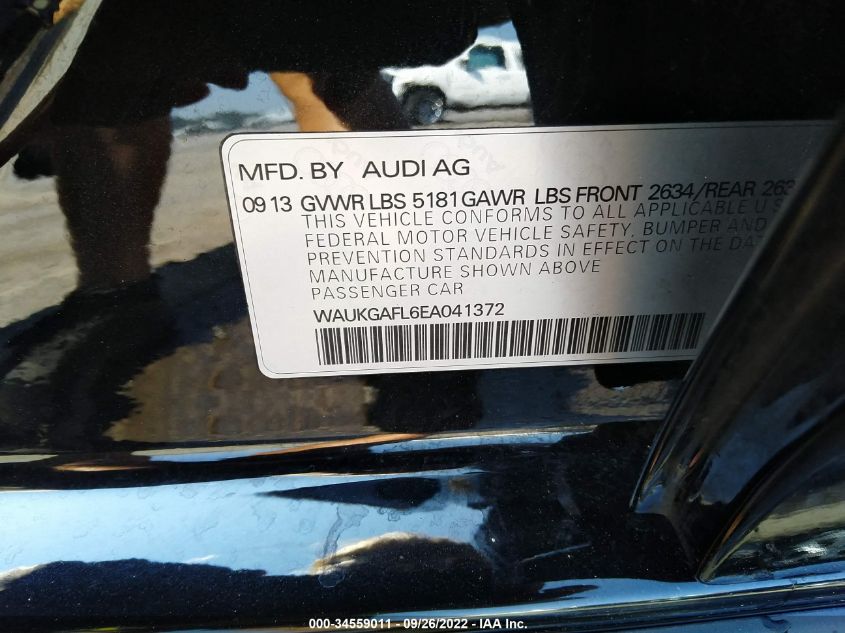 MFD. BY AUDI AG
09 13 GVWR LBS 5181 GAWR LBS FRONT 2634/REAR
THIS VEHICLE CONFORMS TO ALL APPLICABLE U
FEDERAL MOTOR VEHICLE SAFETY, BUMPER AND
PREVENTION STANDARDS IN EFFECT ON THE
MANUFACTURE SHOWN ABOVE
PASSENGER CAR
WAUKGAFL6EA041372
000-34559011 - 09/26/2022 - IAA Inc.